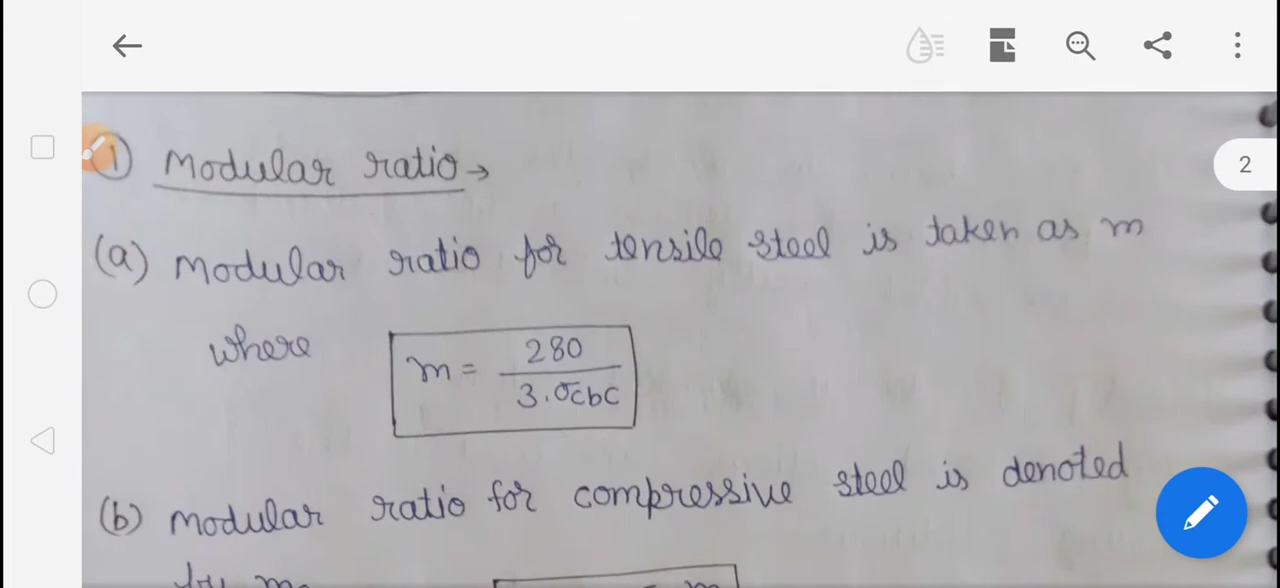 2
① Modular ratio →
(a) Modular ratio for tensile steel is taken as m
where m = 280 / 3.σcbc
(b) Modular ratio for compressive steel is denoted
by m